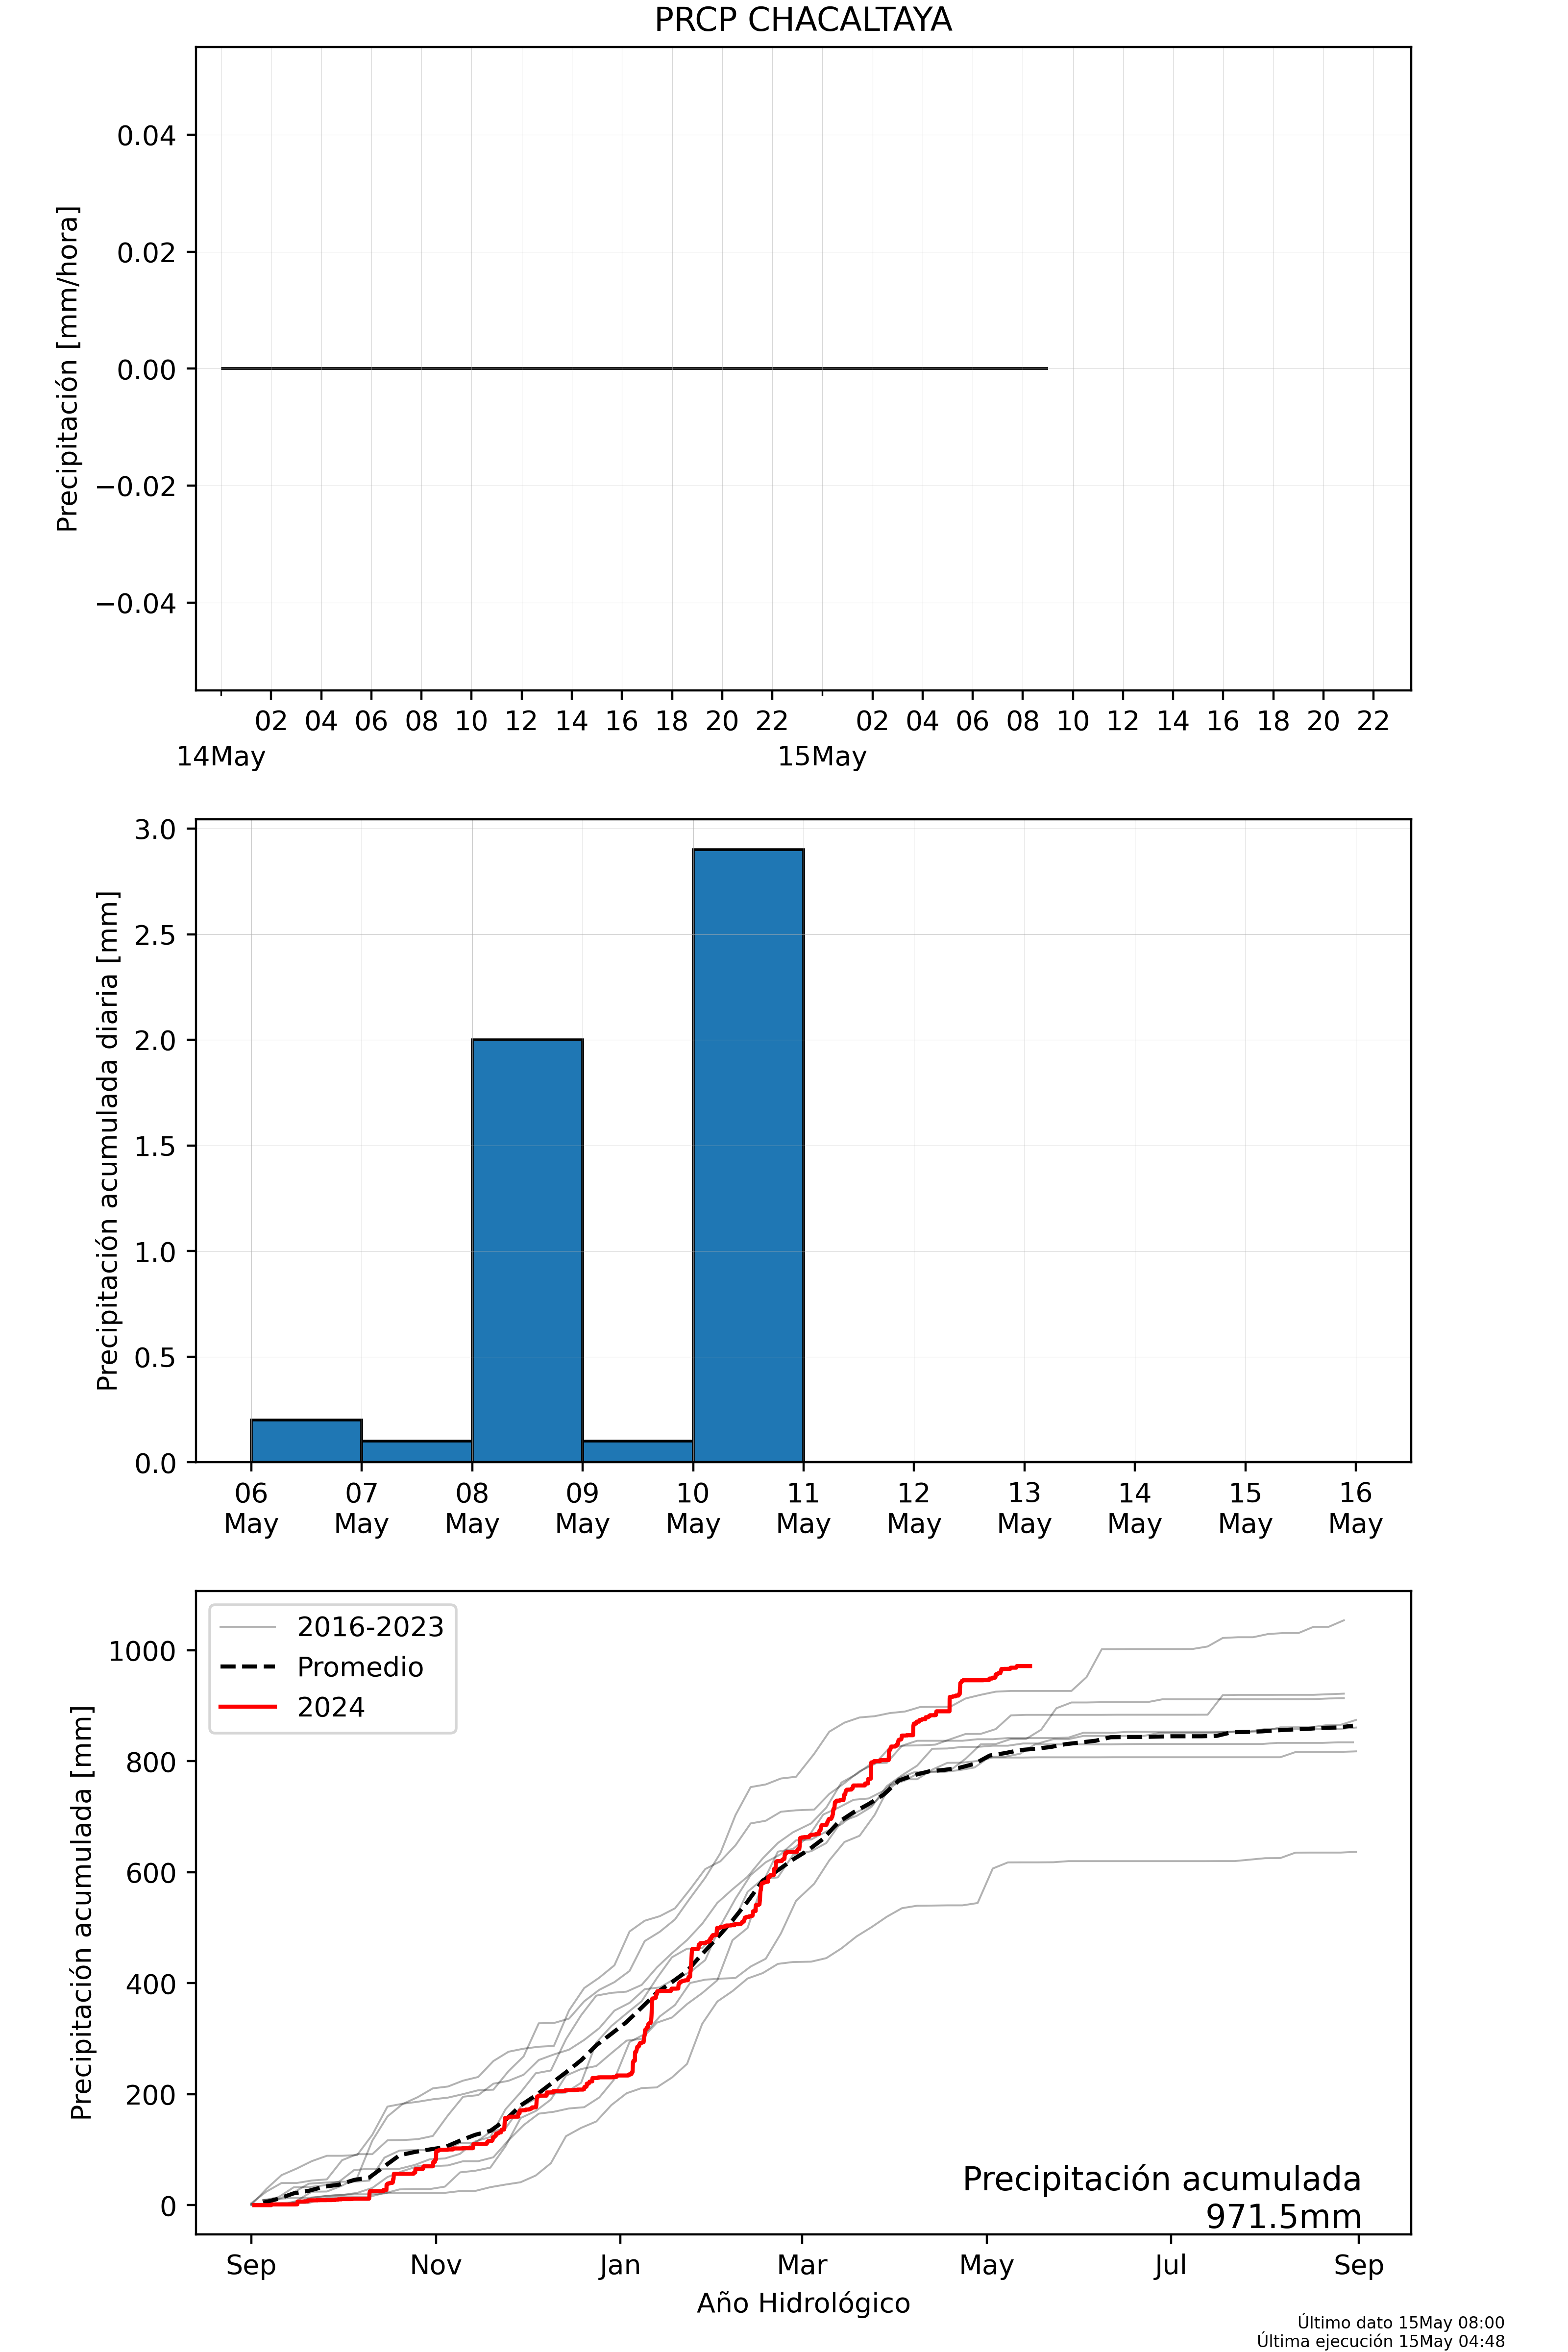 PRCP CHACALTAYA
Precipitación [mm/hora]
0.04
0.02
0.00
−0.02
−0.04
02 04 06 08 10 12 14 16 18 20 22 02 04 06 08 10 12 14 16 18 20 22
14May 15May
Precipitación acumulada diaria [mm]
3.0
2.5
2.0
1.5
1.0
0.5
0.0
06 07 08 09 10 11 12 13 14 15 16
May May May May May May May May May May May
Precipitación acumulada [mm]
1000
800
600
400
200
0
2016-2023
Promedio
2024
Precipitación acumulada
971.5mm
Sep Nov Jan Mar May Jul Sep
Año Hidrológico
Último dato 15May 08:00
Última ejecución 15May 04:48